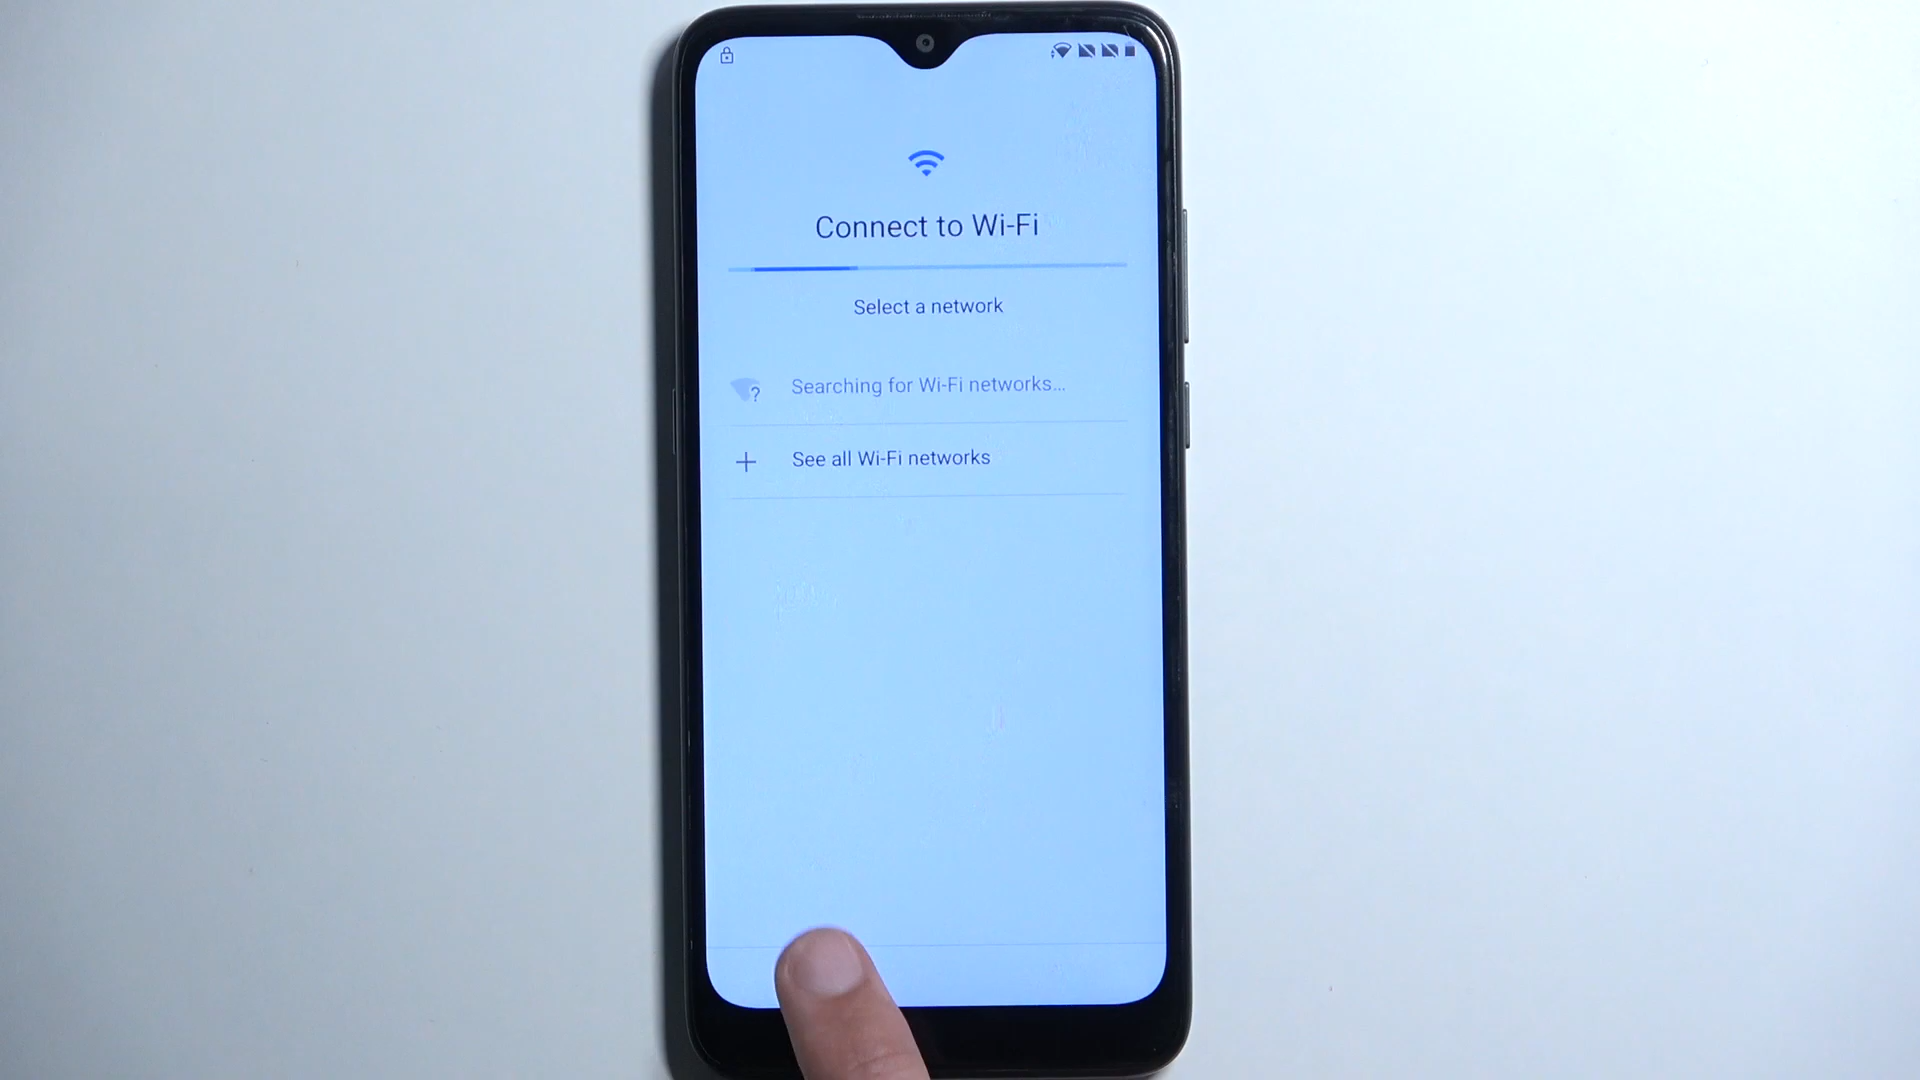 Connect to Wi-Fi
Select a network
Searching for Wi-Fi networks...
See all Wi-Fi networks